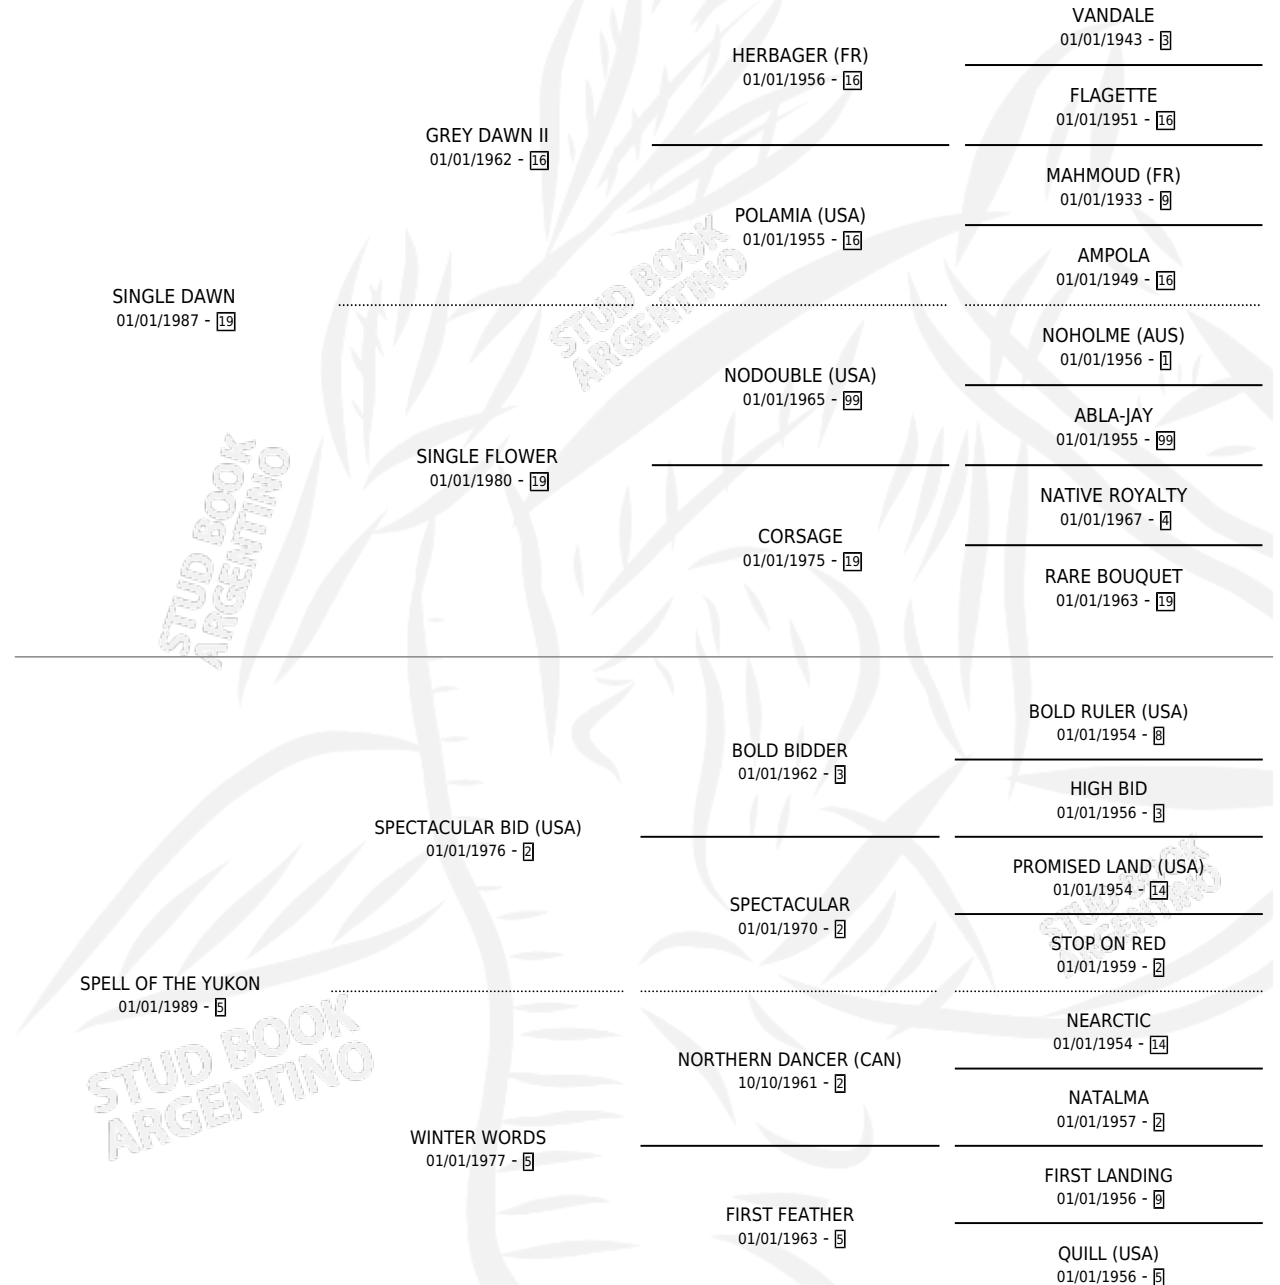 VANDALE
01/01/1943 - 3
HERBAGER (FR)
01/01/1956 - 16
FLAGETTE
01/01/1951 - 16
GREY DAWN II
01/01/1962 - 16
MAHMOUD (FR)
01/01/1933 - 9
POLAMIA (USA)
01/01/1955 - 16
AMPOLA
01/01/1949 - 16
SINGLE DAWN
01/01/1987 - 19
STUD BOOK
ARGENTINO
NOHOLME (AUS)
01/01/1956 - 1
NODOUBLE (USA)
01/01/1965 - 99
ABLA-JAY
01/01/1955 - 99
SINGLE FLOWER
01/01/1980 - 19
NATIVE ROYALTY
01/01/1967 - 4
CORSAGE
01/01/1975 - 19
RARE BOUQUET
01/01/1963 - 19
STUD BOOK
ARGENTINO
BOLD RULER (USA)
01/01/1954 - 8
BOLD BIDDER
01/01/1962 - 3
HIGH BID
01/01/1956 - 3
SPECTACULAR BID (USA)
01/01/1976 - 2
PROMISED LAND (USA)
01/01/1954 - 14
SPECTACULAR
01/01/1970 - 2
STOP ON RED
01/01/1959 - 2
STUD BOOK
ARGENTINO
SPELL OF THE YUKON
01/01/1989 - 5
STUD BOOK
ARGENTINO
NEARCTIC
01/01/1954 - 14
NORTHERN DANCER (CAN)
10/10/1961 - 2
NATALMA
01/01/1957 - 2
WINTER WORDS
01/01/1977 - 5
FIRST LANDING
01/01/1956 - 9
FIRST FEATHER
01/01/1963 - 5
QUILL (USA)
01/01/1956 - 5